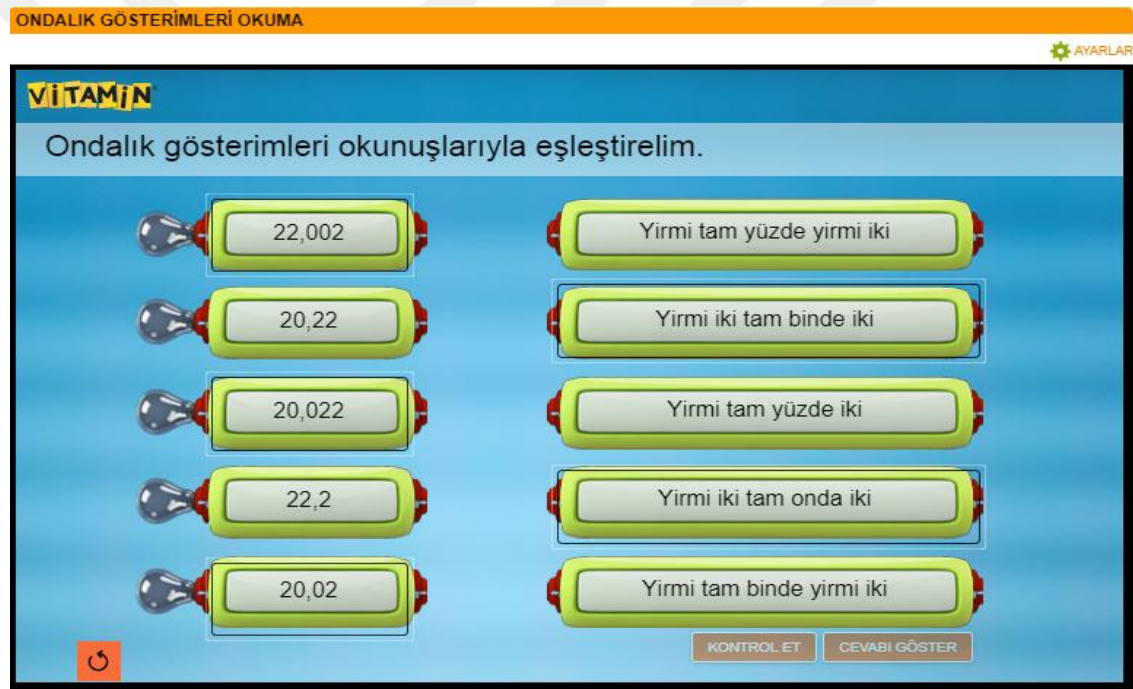 ONDALIK GÖSTERİMLERİ OKUMA
AYARLAR
VİTAMİN
Ondalık gösterimleri okunuşlarıyla eşleştirelim.
22,002
Yirmi tam yüzde yirmi iki
20,22
Yirmi iki tam binde iki
20,022
Yirmi tam yüzde iki
22,2
Yirmi iki tam onda iki
20,02
Yirmi tam binde yirmi iki
KONTROL ET
CEVABI GÖSTER